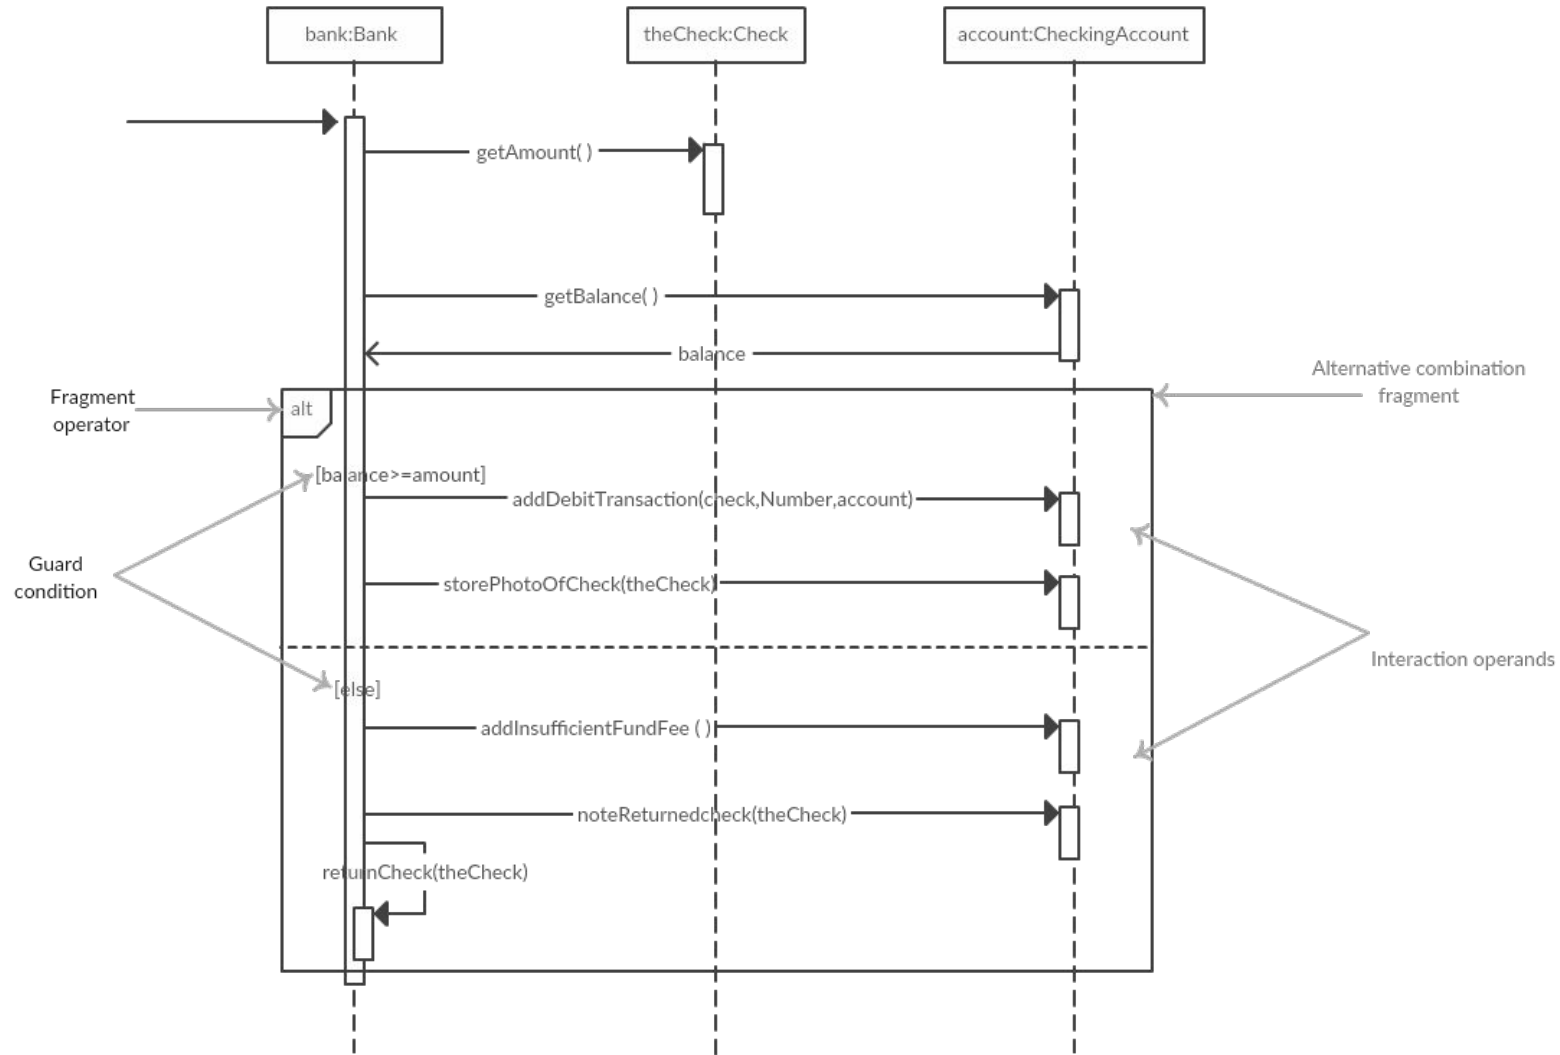 bank:Bank
theCheck:Check
account:CheckingAccount
getAmount( )
getBalance( )
balance
Alternative combination
fragment
Fragment
operator
alt
[balance>=amount]
addDebitTransaction(check,Number,account)
Guard
condition
storePhotoOfCheck(theCheck)
Interaction operands
[else]
addInsufficientFundFee ( )
noteReturnedcheck(theCheck)
returnCheck(theCheck)